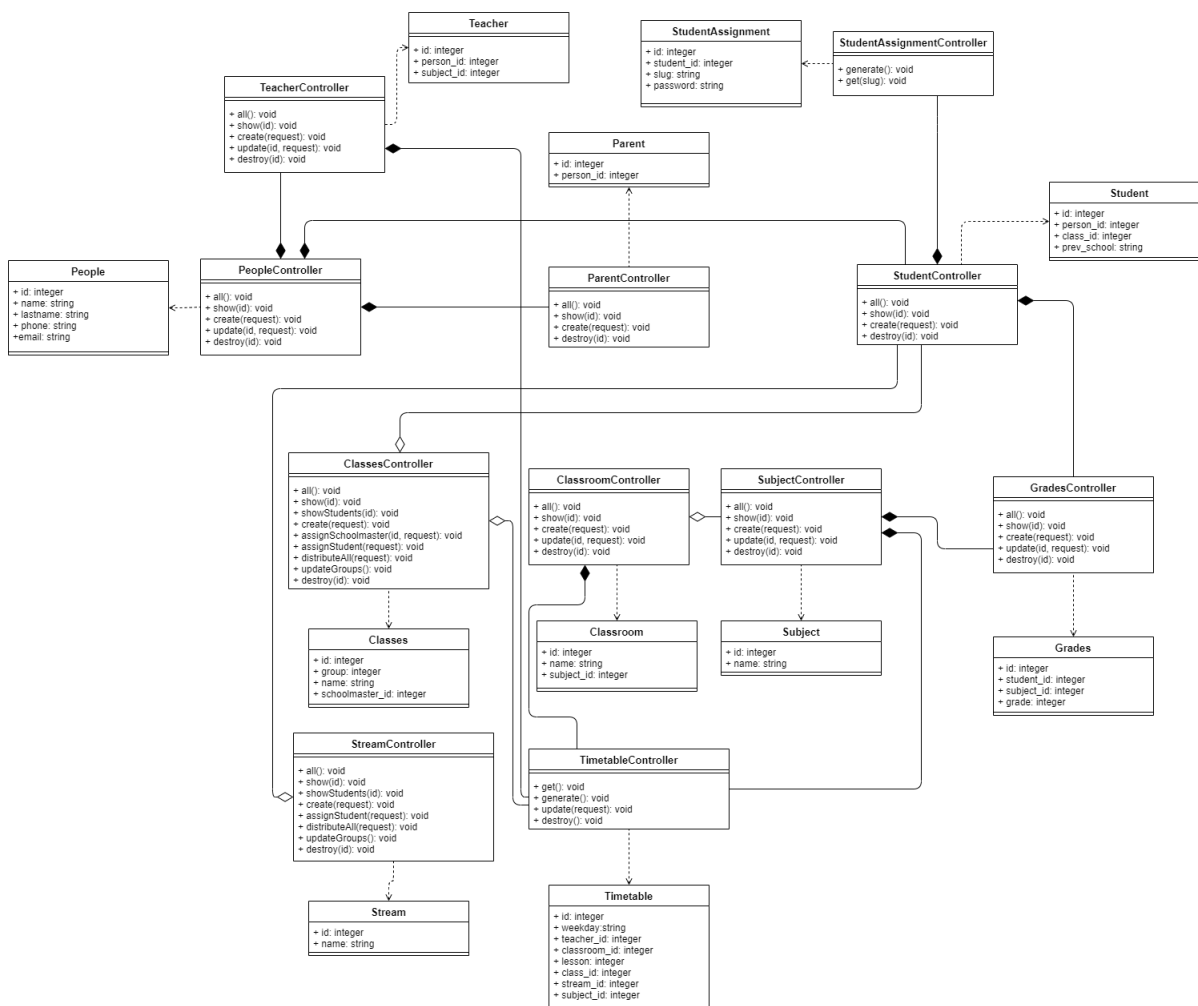 Teacher
+ id: integer
+ person_id: integer
+ subject_id: integer
StudentAssignment
+ id: integer
+ student_id: integer
+ slug: string
+ password: string
StudentAssignmentController
+ generate(): void
+ get(slug): void
TeacherController
+ all(): void
+ show(id): void
+ create(request): void
+ update(id, request): void
+ destroy(id): void
Parent
+ id: integer
+ person_id: integer
Student
+ id: integer
+ person_id: integer
+ class_id: integer
+ prev_school: string
People
+ id: integer
+ name: string
+ lastname: string
+ phone: string
+email: string
PeopleController
+ all(): void
+ show(id): void
+ create(request): void
+ update(id, request): void
+ destroy(id): void
ParentController
+ all(): void
+ show(id): void
+ create(request): void
+ destroy(id): void
StudentController
+ all(): void
+ show(id): void
+ create(request): void
+ destroy(id): void
ClassesController
+ all(): void
+ show(id): void
+ showStudents(id): void
+ create(request): void
+ assignSchoolmaster(id, request): void
+ assignStudent(request): void
+ distributeAll(request): void
+ updateGroups(): void
+ destroy(id): void
ClassroomController
+ all(): void
+ show(id): void
+ create(request): void
+ update(id, request): void
+ destroy(id): void
SubjectController
+ all(): void
+ show(id): void
+ create(request): void
+ update(id, request): void
+ destroy(id): void
GradesController
+ all(): void
+ show(id): void
+ create(request): void
+ update(id, request): void
+ destroy(id): void
Classes
+ id: integer
+ group: integer
+ name: string
+ schoolmaster_id: integer
Classroom
+ id: integer
+ name: string
+ subject_id: integer
Subject
+ id: integer
+ name: string
Grades
+ id: integer
+ student_id: integer
+ subject_id: integer
+ grade: integer
StreamController
+ all(): void
+ show(id): void
+ showStudents(id): void
+ create(request): void
+ assignStudent(request): void
+ distributeAll(request): void
+ updateGroups(): void
+ destroy(id): void
TimetableController
+ get(): void
+ generate(): void
+ update(request): void
+ destroy(): void
Stream
+ id: integer
+ name: string
Timetable
+ id: integer
+ weekday:string
+ teacher_id: integer
+ classroom_id: integer
+ lesson: integer
+ class_id: integer
+ stream_id: integer
+ subject_id: integer